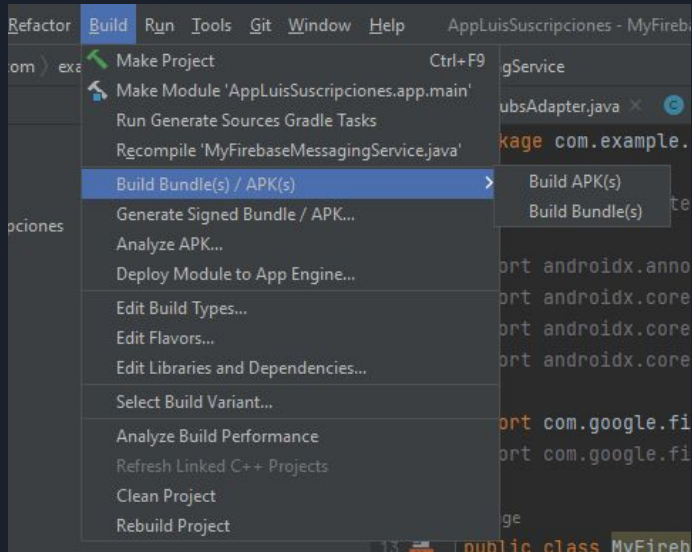 Refactor Build Run Tools Git Window Help AppLuisSuscripciones - MyFireba
om exa
Make Project Ctrl+F9
gService
Make Module 'AppLuisSuscripciones.app.main'
ubsAdapter.java
Run Generate Sources Gradle Tasks
kage com.example.
Recompile 'MyFirebaseMessagingService.java'
Build Bundle(s) / APK(s)
Build APK(s)
te
Generate Signed Bundle / APK...
Build Bundle(s)
pciones
Analyze APK...
Deploy Module to App Engine...
ort androidx.anno
Edit Build Types...
ort androidx.core
Edit Flavors...
ort androidx.core
Edit Libraries and Dependencies...
ort androidx.core
Select Build Variant...
ort com.google.fi
Analyze Build Performance
ort com.google.fi
Refresh Linked C++ Projects
Clean Project
ge
Rebuild Project
13 public class MyFireb